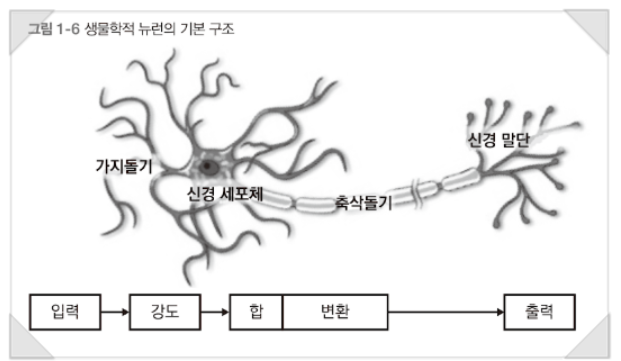 그림 1-6 생물학적 뉴런의 기본 구조
신경 말단
가지돌기
신경 세포체
축삭돌기
입력
강도
합
변환
출력